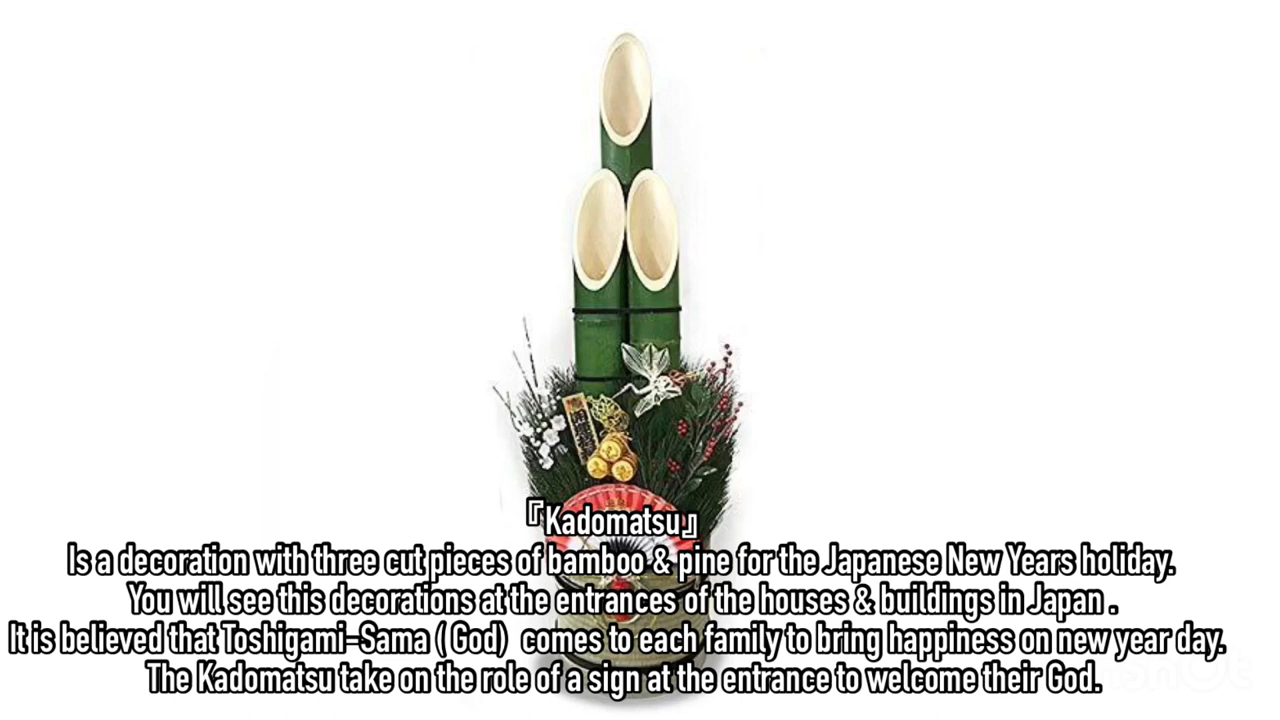 『Kadomatsu』
Is a decoration with three cut pieces of bamboo & pine for the Japanese New Years holiday.
You will see this decorations at the entrances of the houses & buildings in Japan .
It is believed that Toshigami-Sama ( God)  comes to each family to bring happiness on new year day.
The Kadomatsu take on the role of a sign at the entrance to welcome their God.